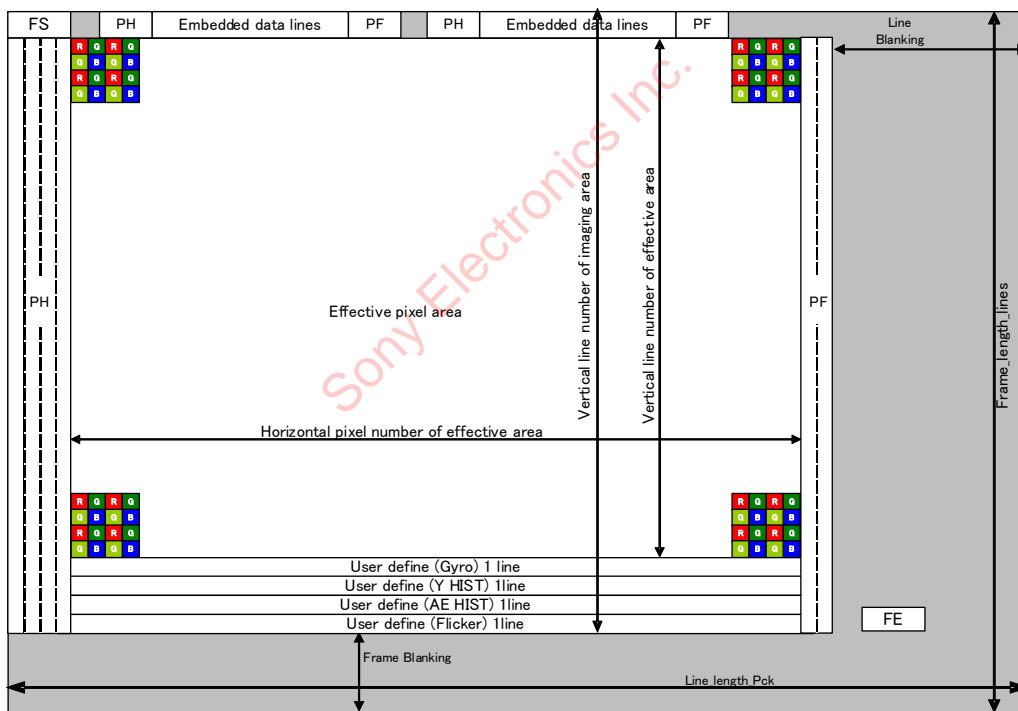 FS PH Embedded data lines PF PH Embedded data lines PF Line Blanking
R G R G
G B G B
R G R G
G B G B
R G R G
G B G B
R G R G
G B G B
Sony Electronics Inc.
Vertical line number of imaging area
Vertical line number of effective area
Frame_length_lines
PH
Effective pixel area
PF
Horizontal pixel number of effective area
R G R G
G B G B
R G R G
G B G B
R G R G
G B G B
R G R G
G B G B
User define (Gyro) 1 line
User define (Y HIST) 1line
User define (AE HIST) 1line
User define (Flicker) 1line
FE
Frame Blanking
Line_length_Pck